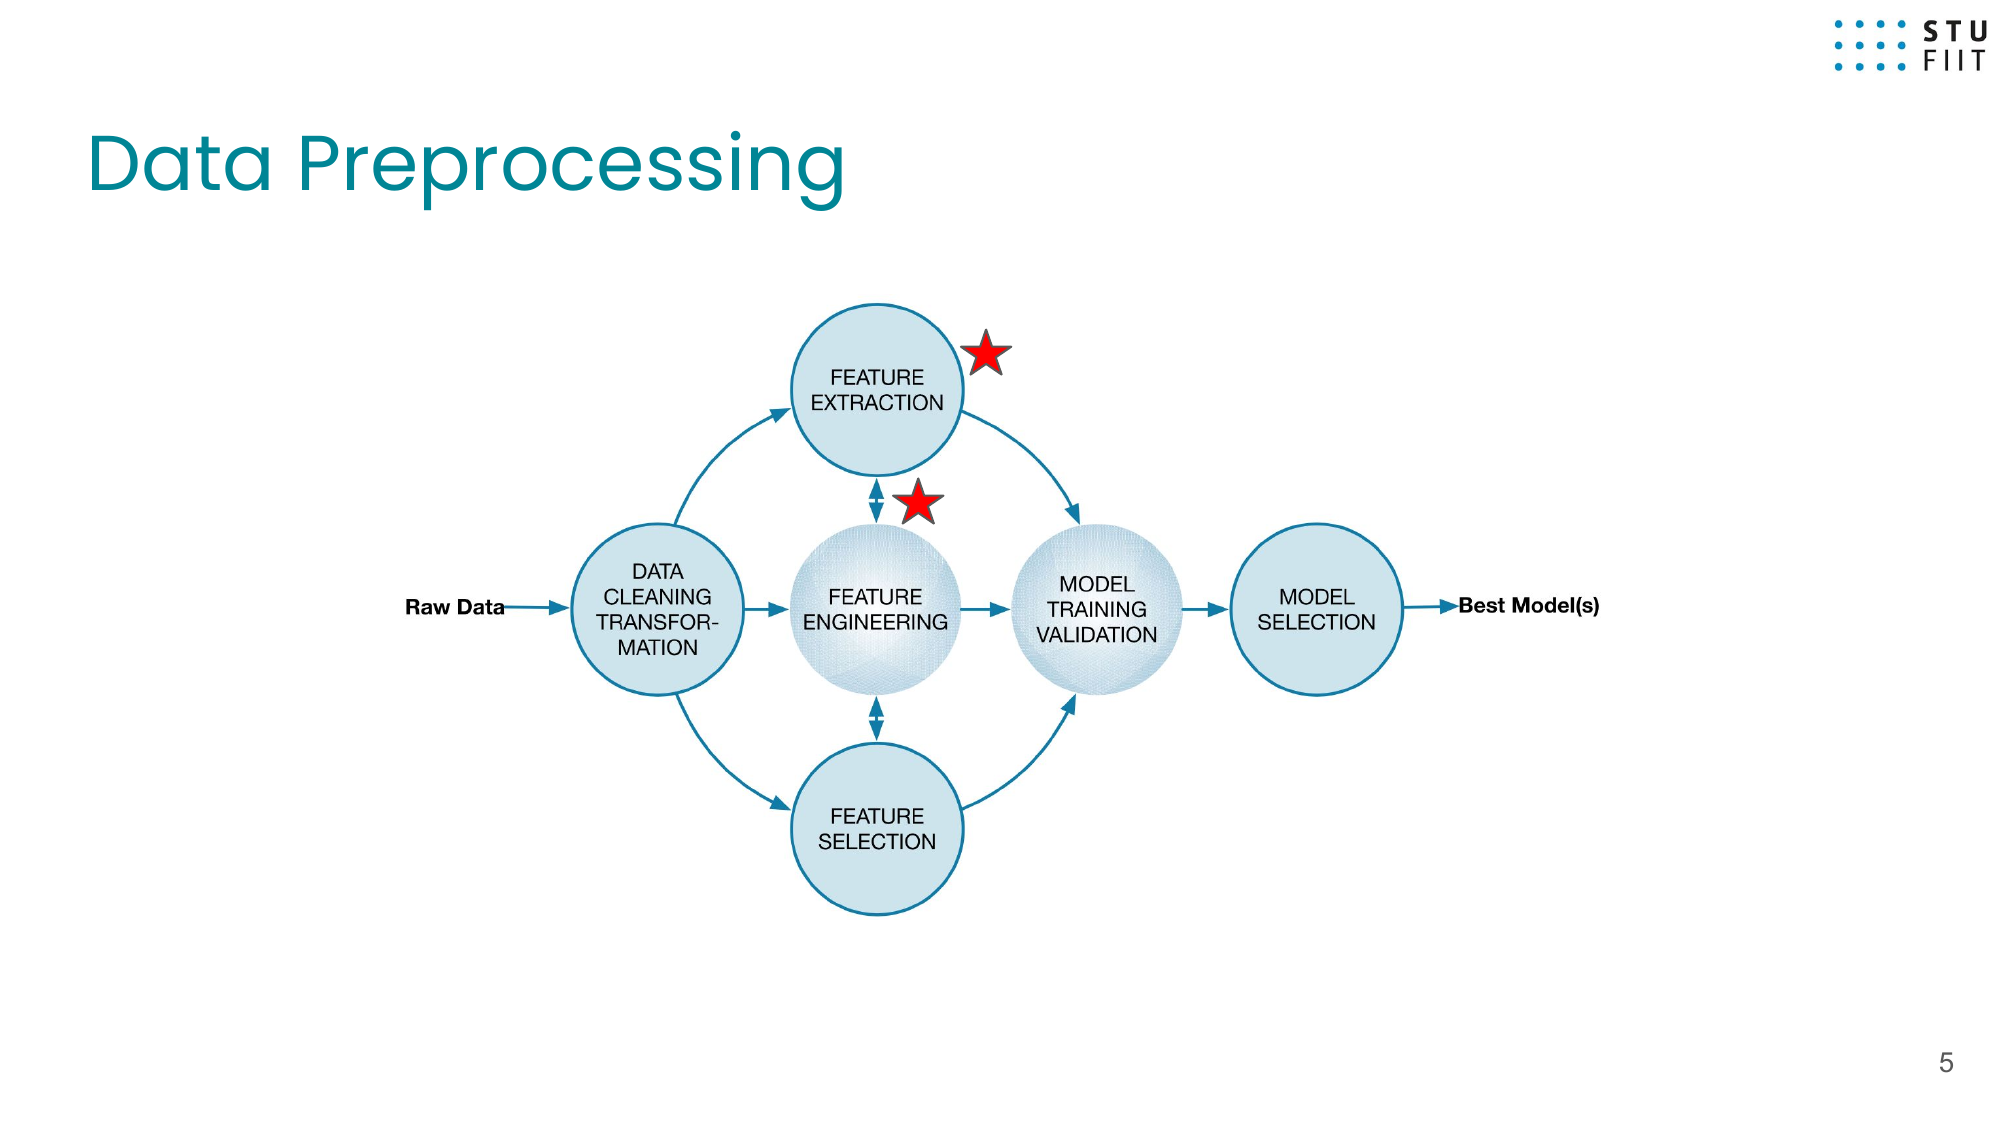 STU
FIIT
Data Preprocessing
FEATURE
EXTRACTION
Raw Data
DATA
CLEANING
TRANSFOR-
MATION
FEATURE
ENGINEERING
MODEL
TRAINING
VALIDATION
MODEL
SELECTION
Best Model(s)
FEATURE
SELECTION
5